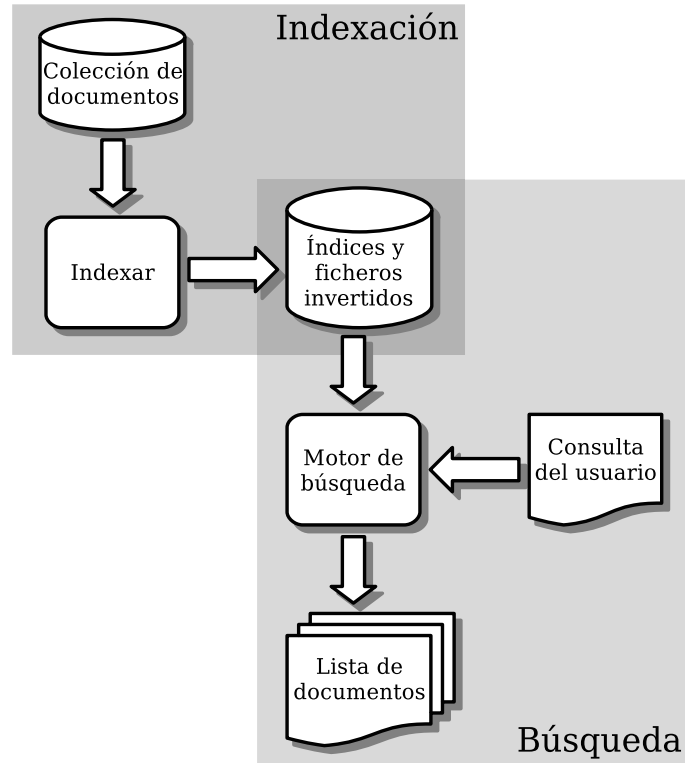 Indexación
Colección de
documentos
Indexar
Índices y
ficheros
invertidos
Motor de
búsqueda
Consulta
del usuario
Lista de
documentos
Búsqueda